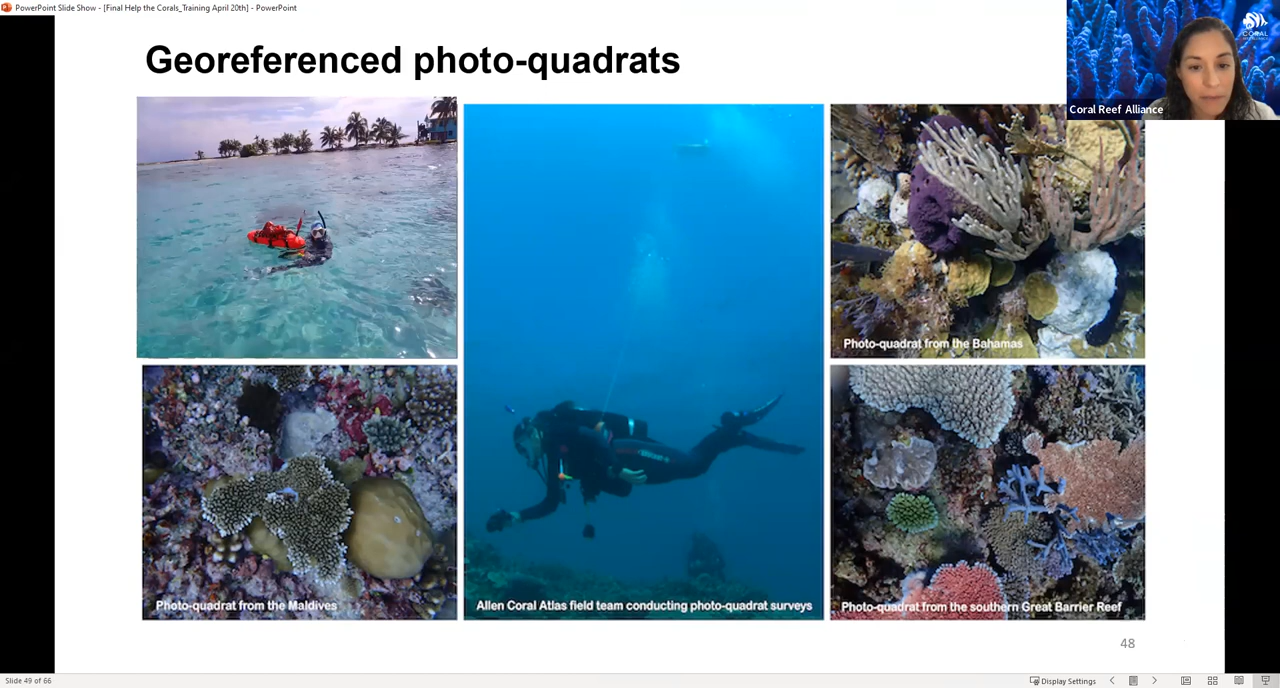 PowerPoint Slide Show - [Final Help the Corals_Training April 20th] - PowerPoint
Georeferenced photo-quadrats
CORAL
Coral Reef Alliance
Photo-quadrat from the Bahamas
Photo-quadrat from the Maldives
Allen Coral Atlas field team conducting photo-quadrat surveys
Photo-quadrat from the southern Great Barrier Reef
48
Slide 49 of 66
Display Settings